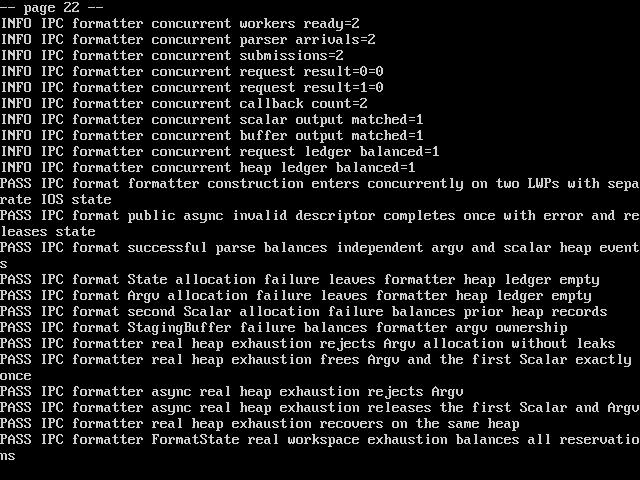 -- page 22 --
INFO IPC formatter concurrent workers ready=2
INFO IPC formatter concurrent parser arrivals=2
INFO IPC formatter concurrent submissions=2
INFO IPC formatter concurrent request result=0=0
INFO IPC formatter concurrent request result=1=0
INFO IPC formatter concurrent callback count=2
INFO IPC formatter concurrent scalar output matched=1
INFO IPC formatter concurrent buffer output matched=1
INFO IPC formatter concurrent request ledger balanced=1
INFO IPC formatter concurrent heap ledger balanced=1
PASS IPC format formatter construction enters concurrently on two LWPs with sepa
rate IOS state
PASS IPC format public async invalid descriptor completes once with error and re
leases state
PASS IPC format successful parse balances independent argv and scalar heap event
s
PASS IPC format State allocation failure leaves formatter heap ledger empty
PASS IPC format Argv allocation failure leaves formatter heap ledger empty
PASS IPC format second Scalar allocation failure balances prior heap records
PASS IPC format StagingBuffer failure balances formatter argv ownership
PASS IPC formatter real heap exhaustion rejects Argv allocation without leaks
PASS IPC formatter real heap exhaustion frees Argv and the first Scalar exactly
once
PASS IPC formatter async real heap exhaustion rejects Argv
PASS IPC formatter async real heap exhaustion releases the first Scalar and Argv
PASS IPC formatter real heap exhaustion recovers on the same heap
PASS IPC formatter FormatState real workspace exhaustion balances all reservatio
ns